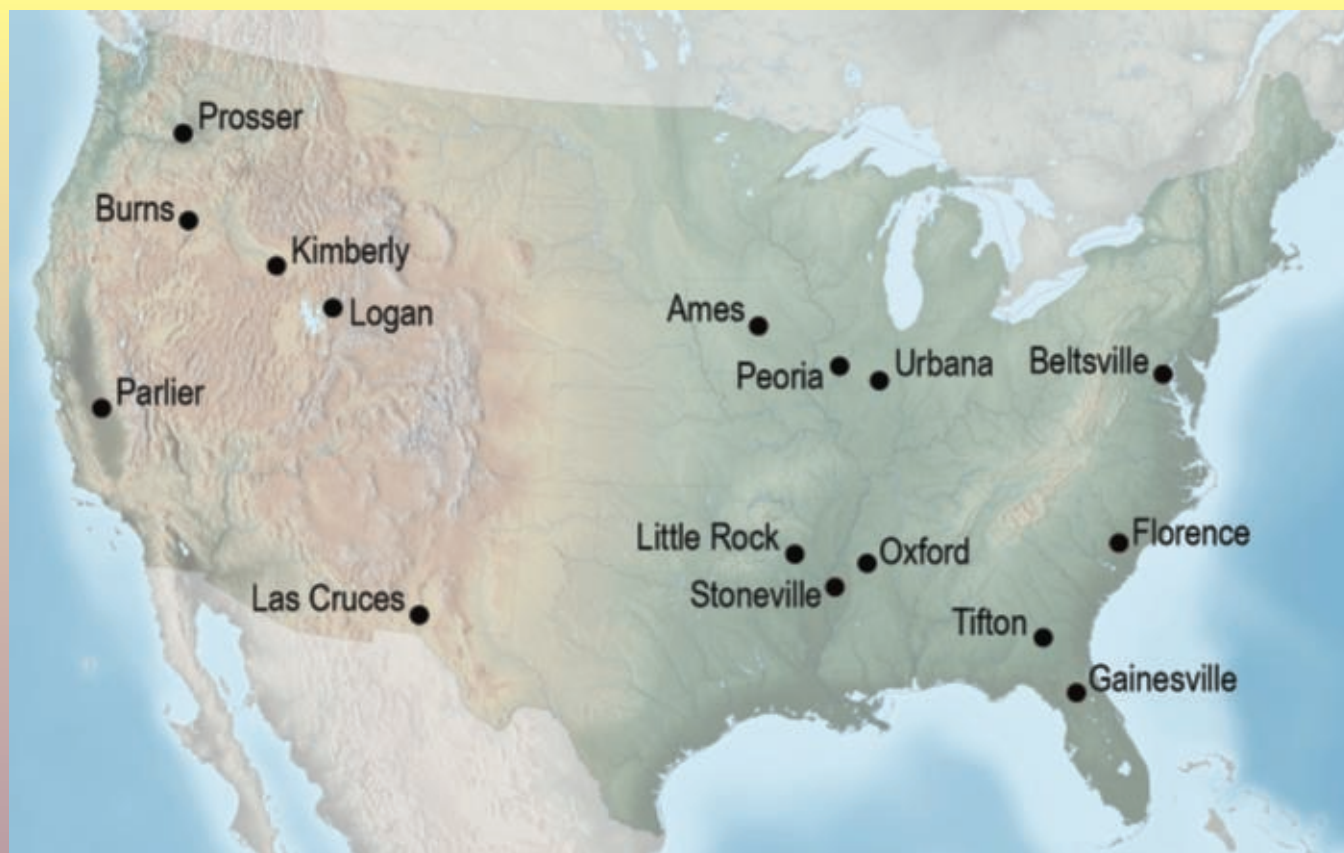 Prosser
Burns
Kimberly
Logan
Ames
Peoria
Urbana
Beltsville
Parlier
Little Rock
Oxford
Florence
Stoneville
Las Cruces
Tifton
Gainesville